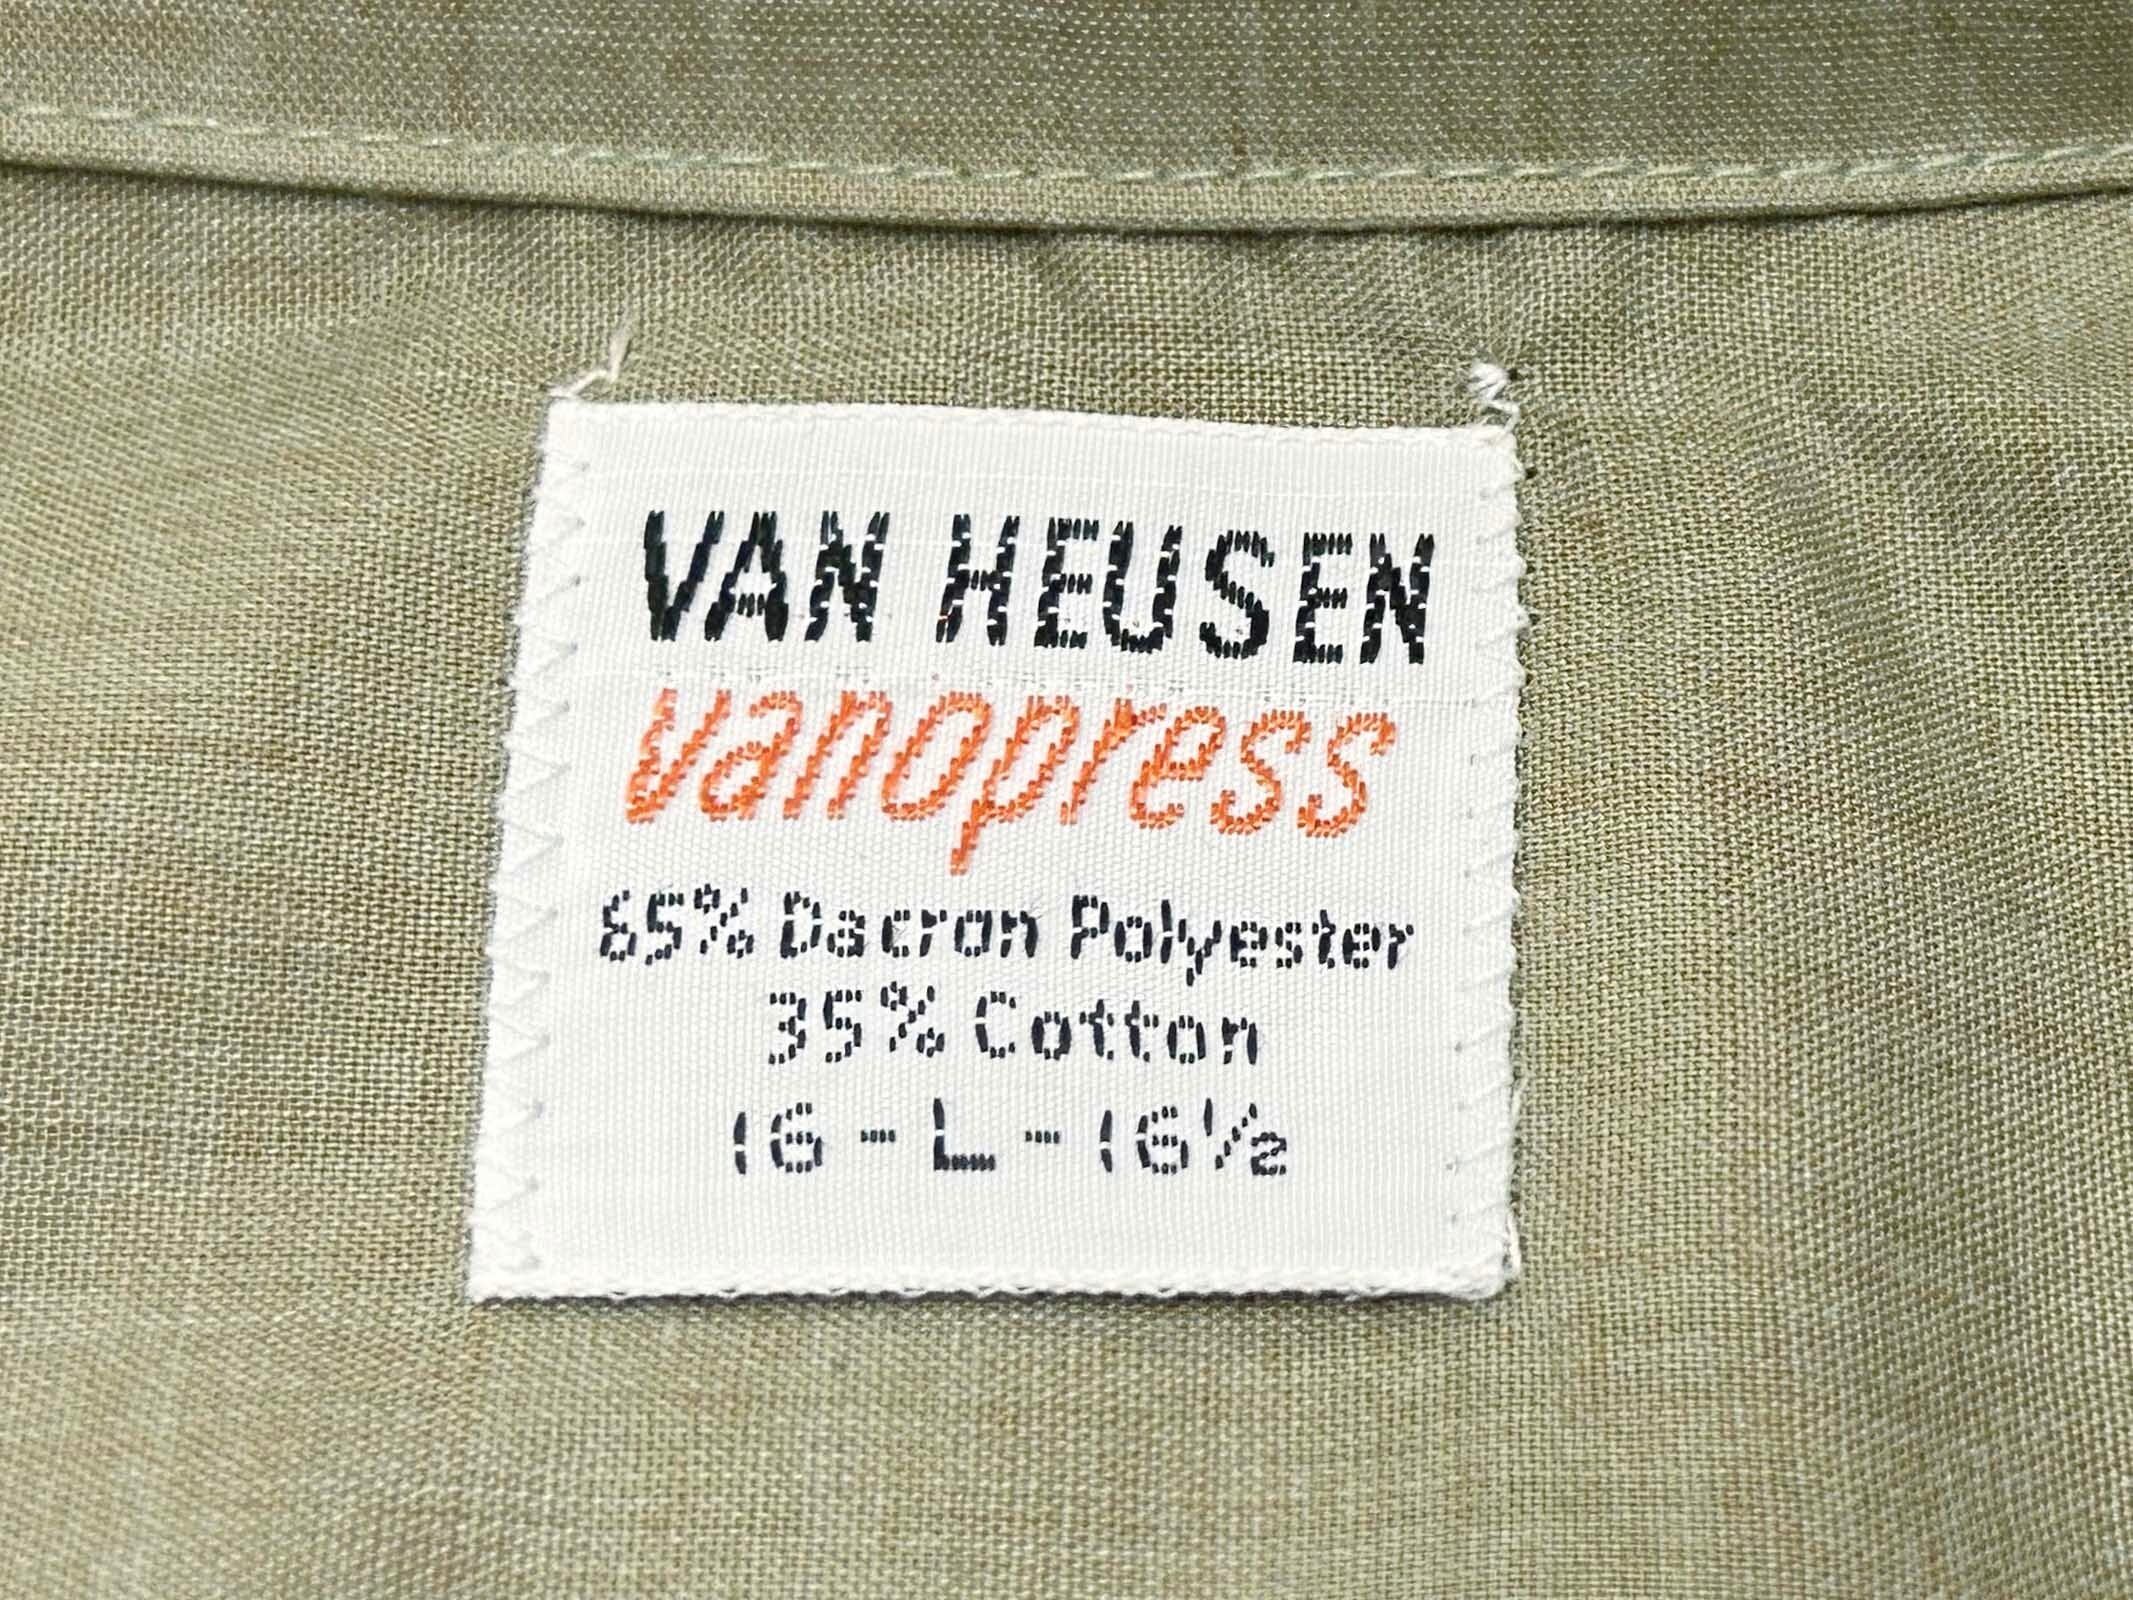 VAN HEUSEN
vanopress
65% Dacron Polyester
35% Cotton
16-L-16½